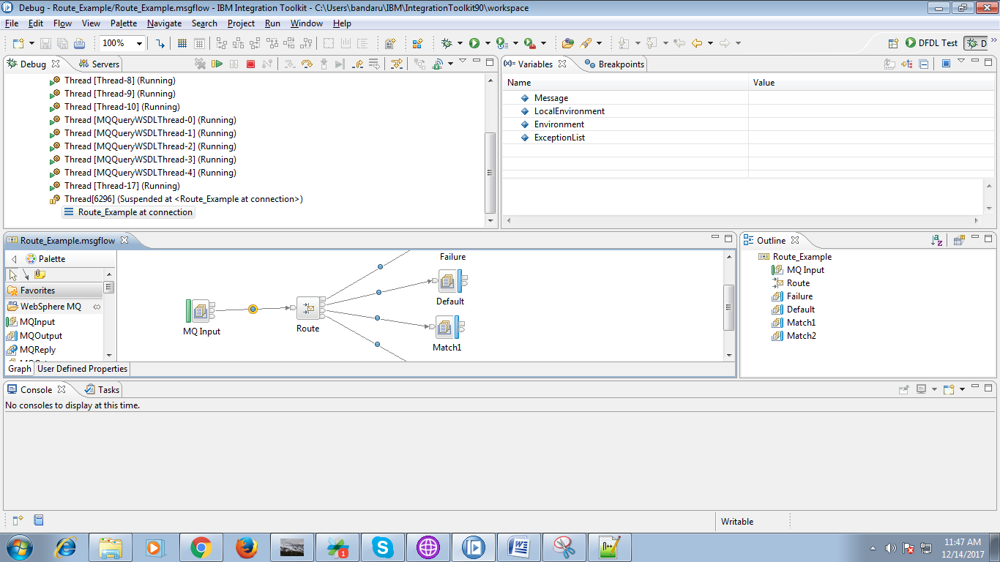 Debug - Route_Example/Route_Example.msgflow - IBM Integration Toolkit - C:\Users\bandaru\IBM\IntegrationToolkit90\workspace
File Edit Flow View Palette Navigate Search Project Run Window Help
100% DFDL Test D
Debug Servers
Thread [Thread-8] (Running)
Thread [Thread-9] (Running)
Thread [Thread-10] (Running)
Thread [MQQueryWSDLThread-0] (Running)
Thread [MQQueryWSDLThread-1] (Running)
Thread [MQQueryWSDLThread-2] (Running)
Thread [MQQueryWSDLThread-3] (Running)
Thread [MQQueryWSDLThread-4] (Running)
Thread [Thread-17] (Running)
Thread[6296] (Suspended at <Route_Example at connection>)
Route_Example at connection
(x)= Variables Breakpoints
Name Value
Message
LocalEnvironment
Environment
ExceptionList
Route_Example.msgflow
Palette
Favorites
WebSphere MQ
MQInput
MQOutput
MQReply
Failure
Default
MQ Input
Route
Match1
Graph User Defined Properties
Outline
Route_Example
MQ Input
Route
Failure
Default
Match1
Match2
Console Tasks
No consoles to display at this time.
Writable
1
11:47 AM
12/14/2017